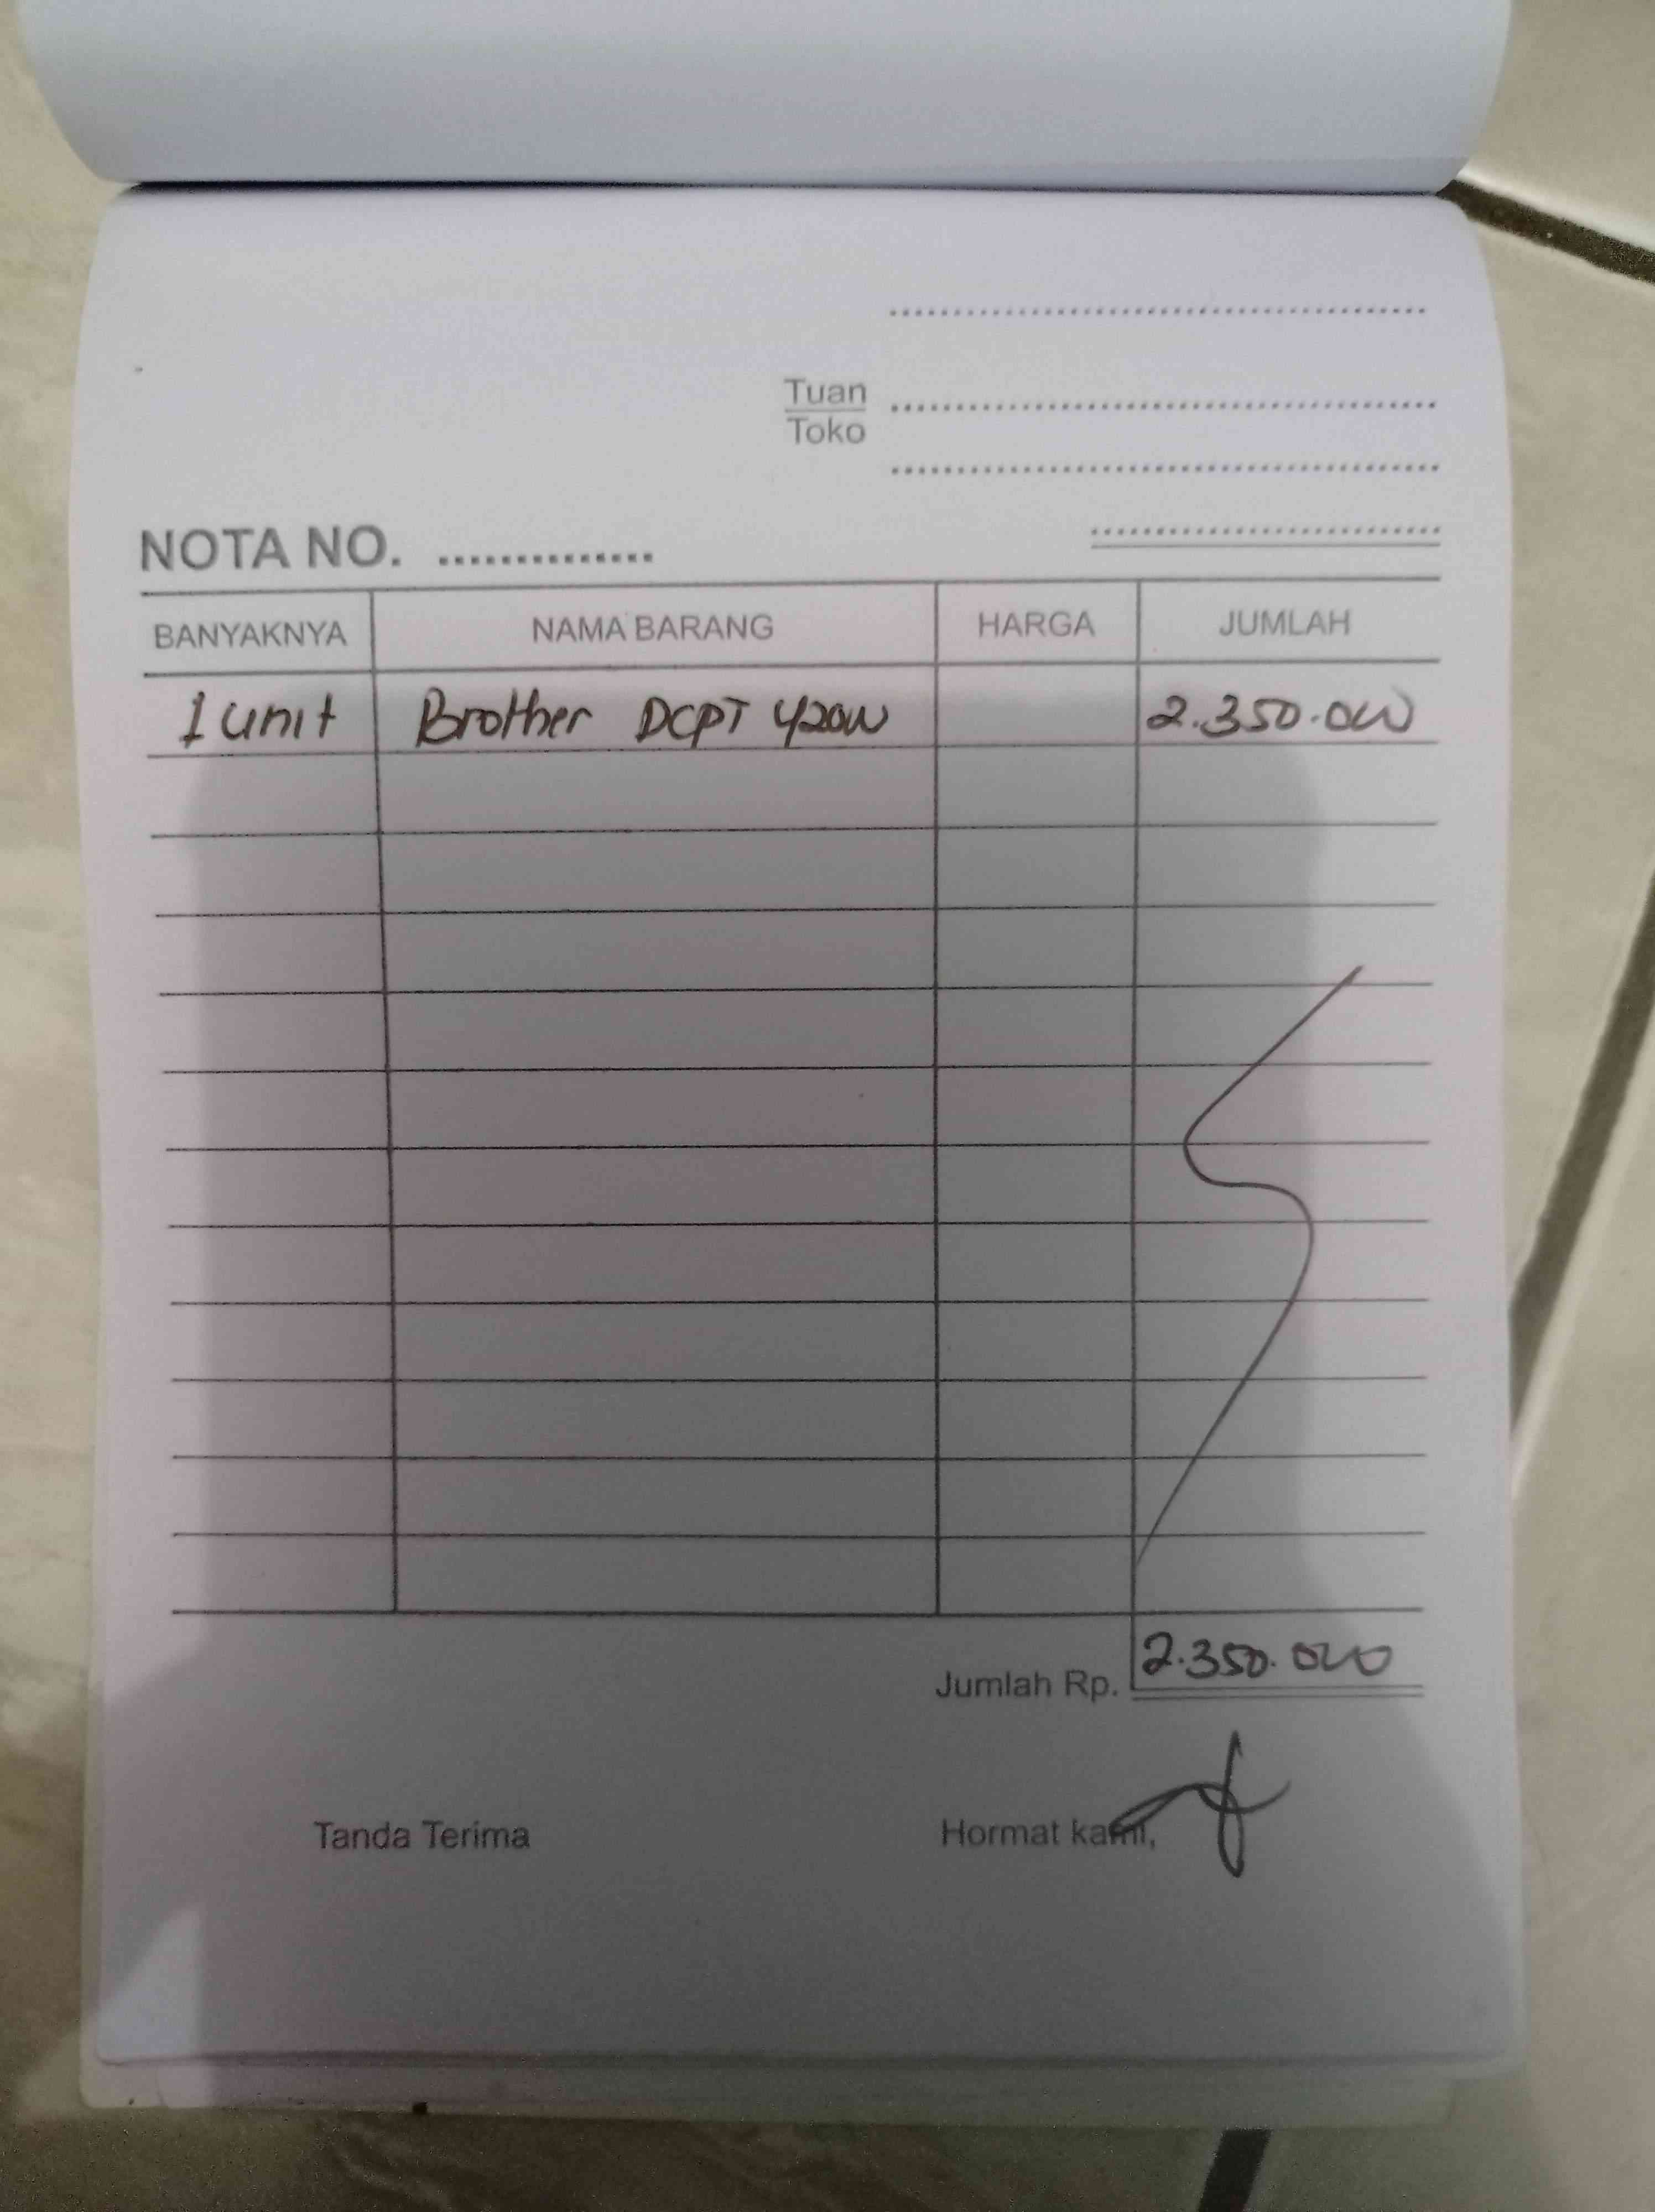 Tuan
Toko
NOTA NO. ..............
BANYAKNYA NAMA BARANG HARGA JUMLAH
1 unit Brother DCPT 420W 2.350.000
Jumlah Rp. 2.350.000
Tanda Terima Hormat kami,